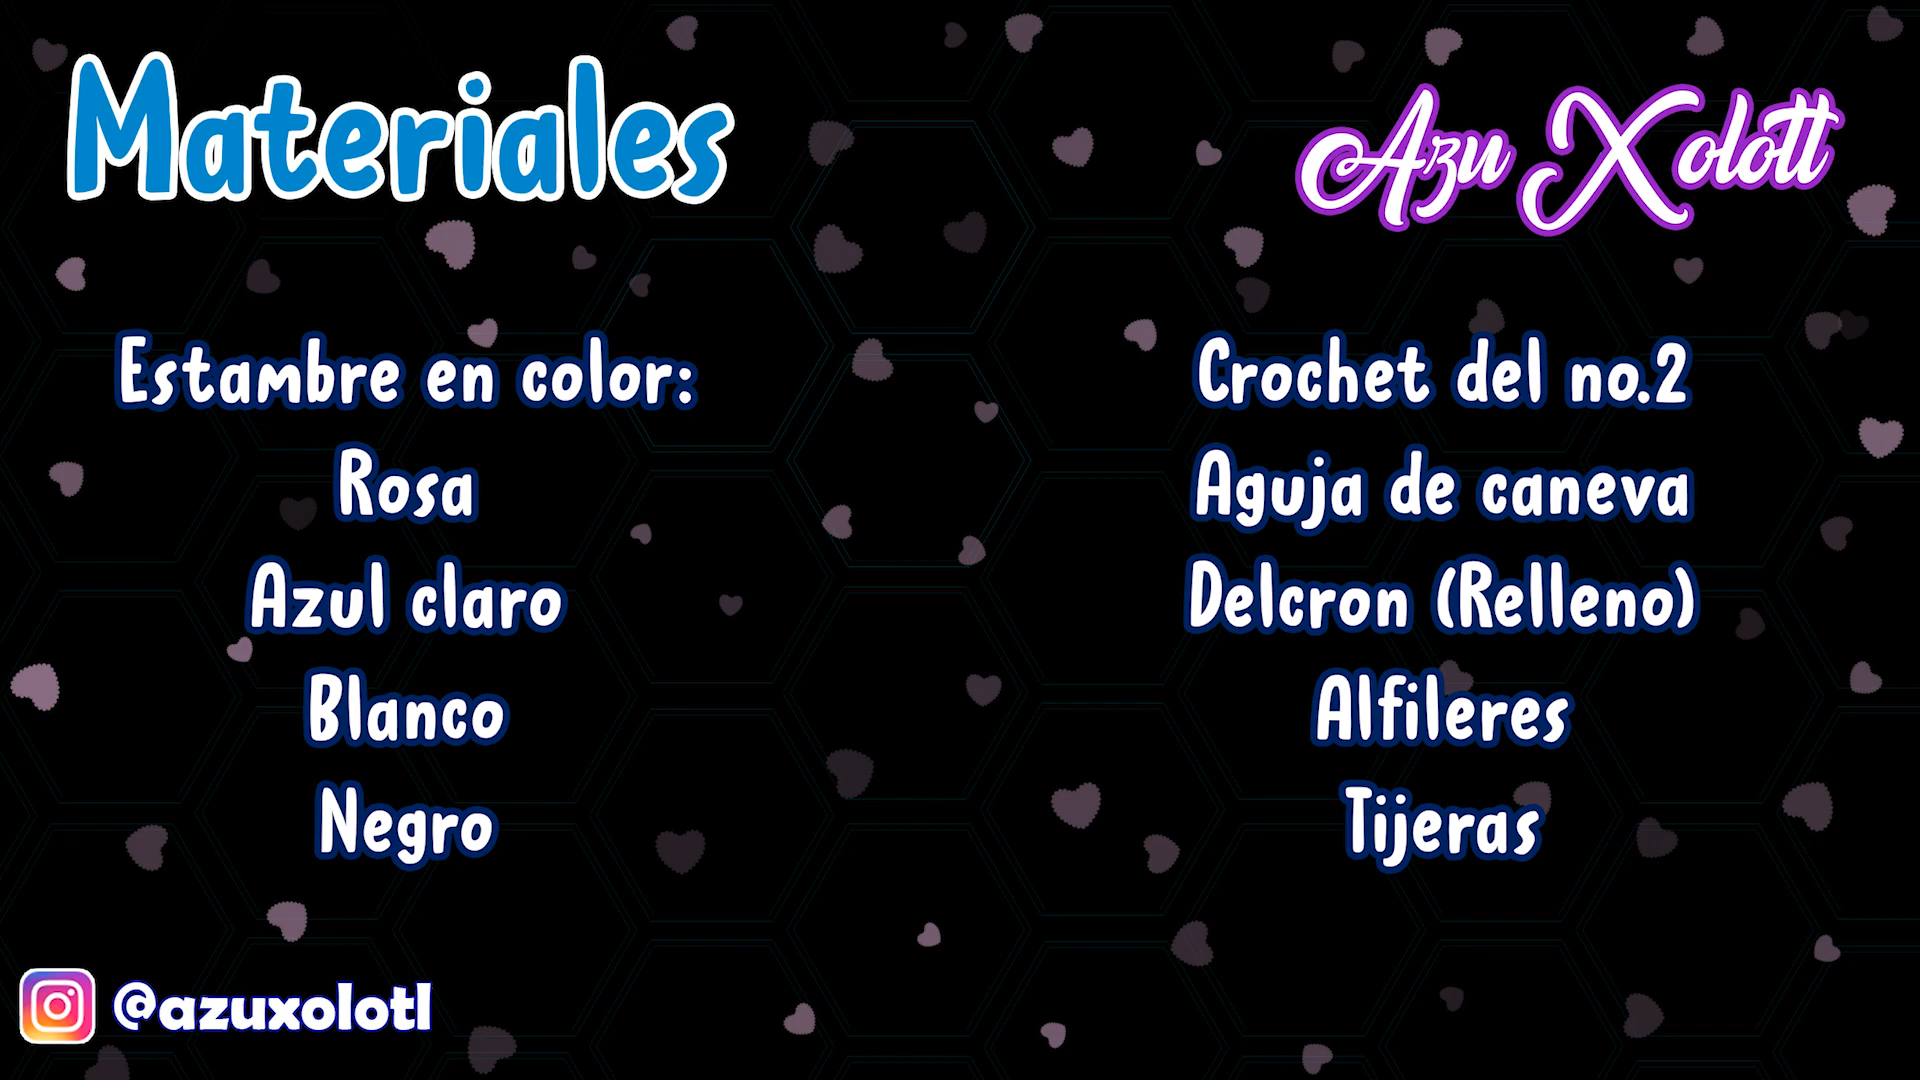 Materiales
Azu Xolotl
Estambre en color:
Rosa
Azul claro
Blanco
Negro
Crochet del no.2
Aguja de caneva
Delcron (Relleno)
Alfileres
Tijeras
@azuxolotl